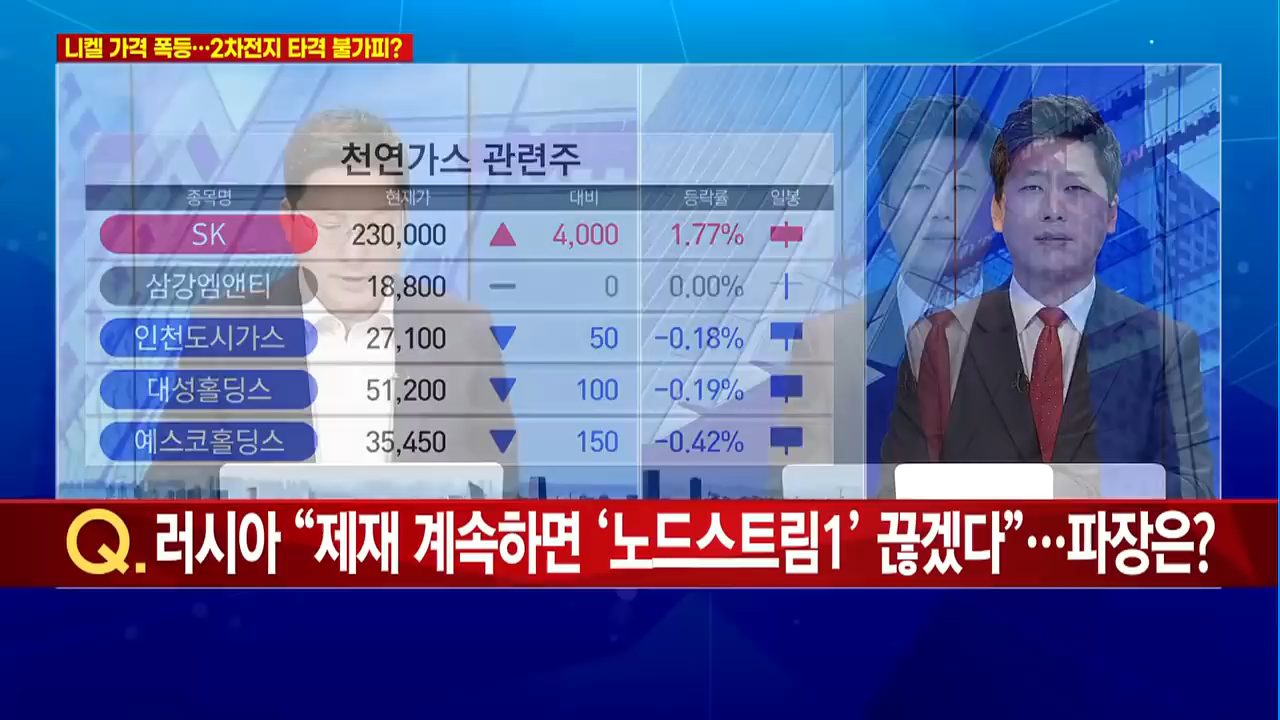 니켈 가격 폭등…2차전지 타격 불가피?
천연가스 관련주
종목명 현재가 대비 등락률 일봉
SK 230,000 ▲ 4,000 1.77%
삼강엠앤티 18,800 － 0 0.00%
인천도시가스 27,100 ▼ 50 -0.18%
대성홀딩스 51,200 ▼ 100 -0.19%
예스코홀딩스 35,450 ▼ 150 -0.42%
Q. 러시아 “제재 계속하면 ‘노드스트림1’ 끊겠다”…파장은?